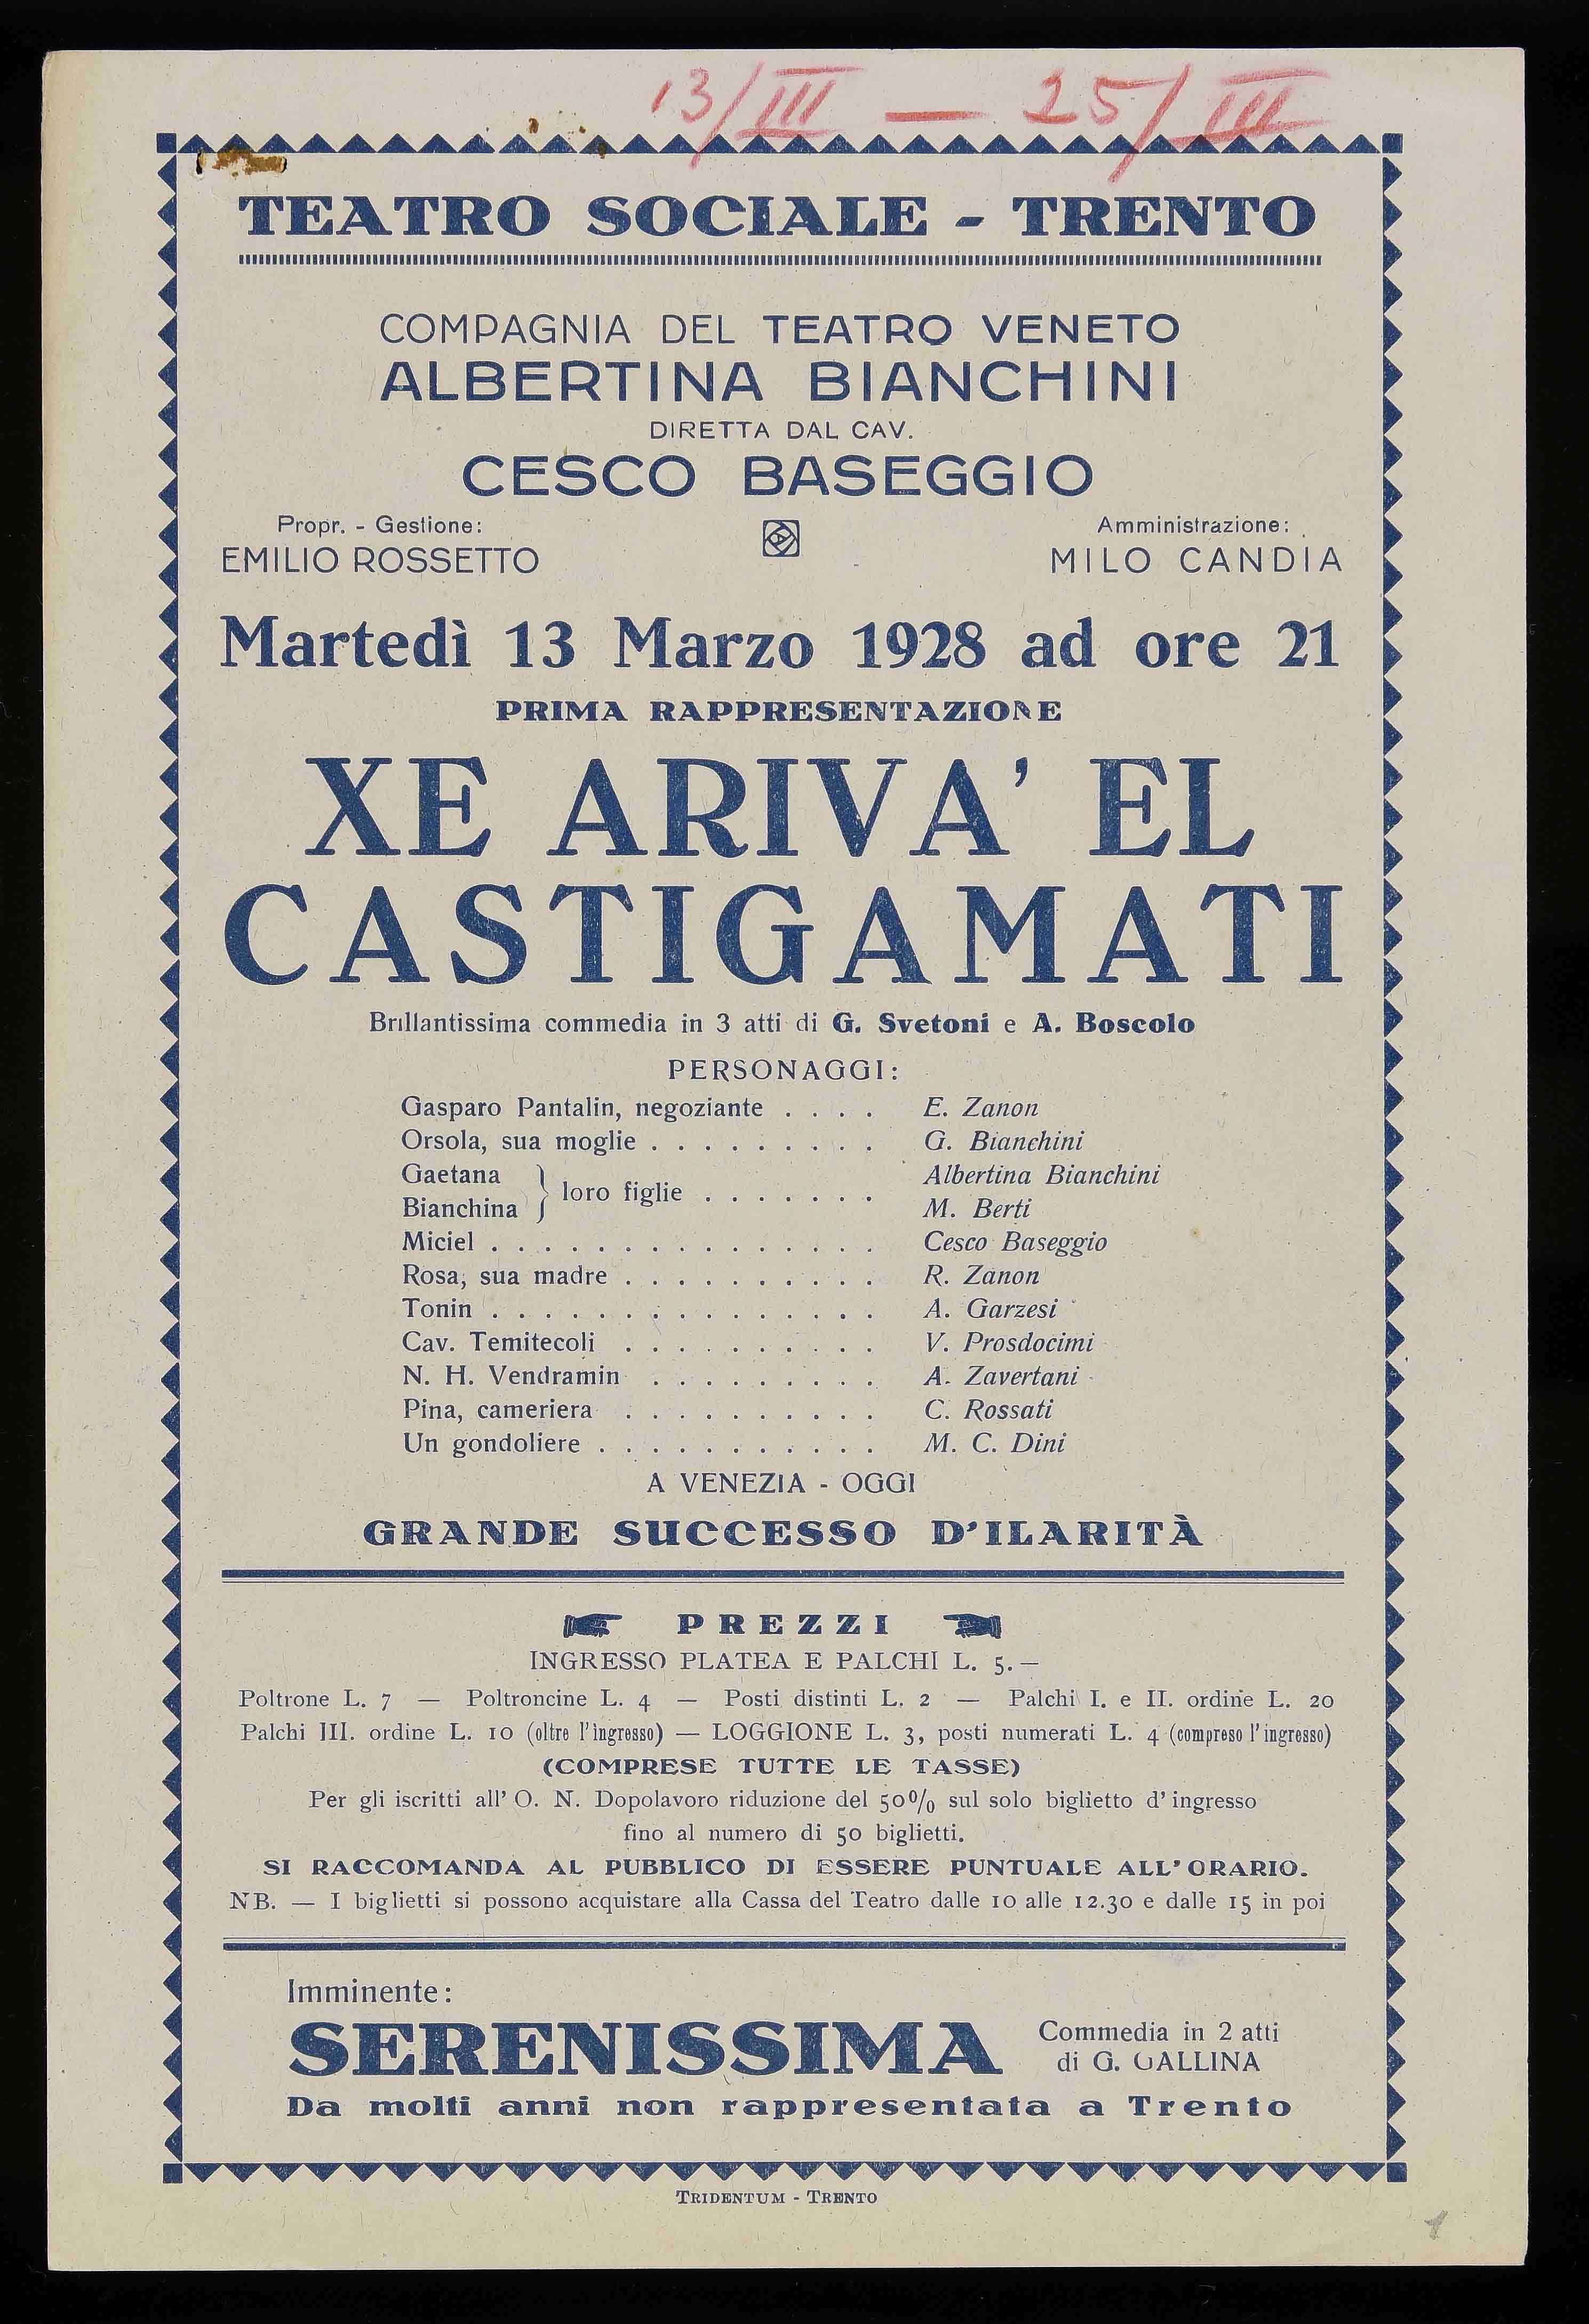 13/III — 25/III
TEATRO SOCIALE - TRENTO
COMPAGNIA DEL TEATRO VENETO
ALBERTINA BIANCHINI
DIRETTA DAL CAV.
CESCO BASEGGIO
Propr. - Gestione: Amministrazione:
EMILIO ROSSETTO MILO CANDIA
Martedì 13 Marzo 1928 ad ore 21
PRIMA RAPPRESENTAZIONE
XE ARIVA' EL
CASTIGAMATI
Brillantissima commedia in 3 atti di G. Svetoni e A. Boscolo
PERSONAGGI:
Gasparo Pantalin, negoziante . . . . E. Zanon
Orsola, sua moglie . . . . . . . . . G. Bianchini
Gaetana } loro figlie . . . . . . . Albertina Bianchini
Bianchina } M. Berti
Miciel . . . . . . . . . . . . . . . Cesco Baseggio
Rosa, sua madre . . . . . . . . . . R. Zanon
Tonin . . . . . . . . . . . . . . . A. Garzesi
Cav. Temitecoli . . . . . . . . . . V. Prosdocimi
N. H. Vendramin . . . . . . . . . A. Zavertani
Pina, cameriera . . . . . . . . . . C. Rossati
Un gondoliere . . . . . . . . . . . M. C. Dini
A VENEZIA - OGGI
GRANDE SUCCESSO D'ILARITÀ
PREZZI
INGRESSO PLATEA E PALCHI L. 5.—
Poltrone L. 7 — Poltroncine L. 4 — Posti distinti L. 2 — Palchi I. e II. ordine L. 20
Palchi III. ordine L. 10 (oltre l'ingresso) — LOGGIONE L. 3, posti numerati L. 4 (compreso l'ingresso)
(COMPRESE TUTTE LE TASSE)
Per gli iscritti all' O. N. Dopolavoro riduzione del 50% sul solo biglietto d' ingresso
fino al numero di 50 biglietti.
SI RACCOMANDA AL PUBBLICO DI ESSERE PUNTUALE ALL'ORARIO.
NB. — I biglietti si possono acquistare alla Cassa del Teatro dalle 10 alle 12.30 e dalle 15 in poi
Imminente:
SERENISSIMA Commedia in 2 atti
di G. GALLINA
Da molti anni non rappresentata a Trento
TRIDENTUM - TRENTO
1